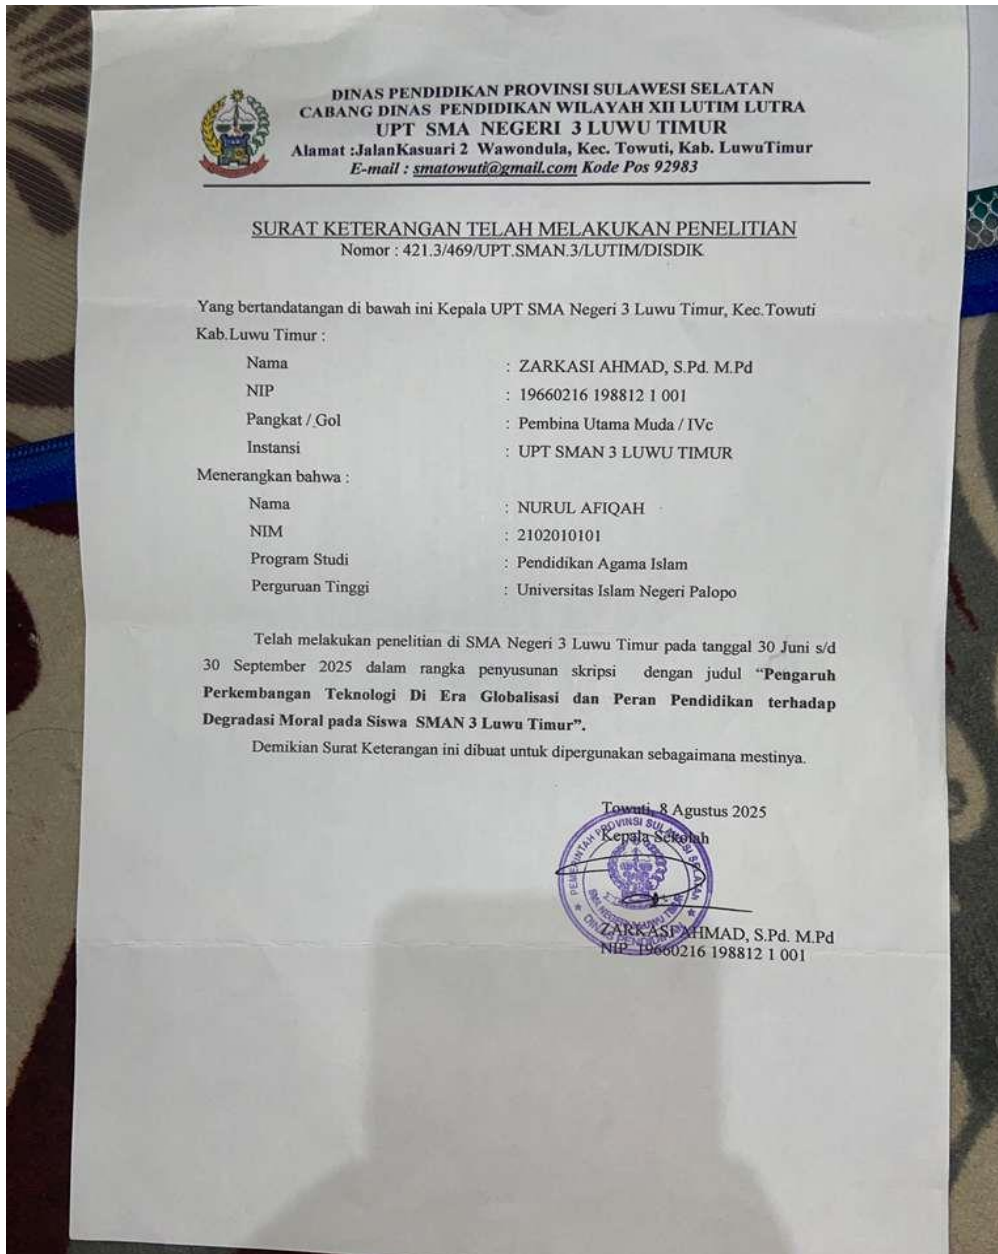 DINAS PENDIDIKAN PROVINSI SULAWESI SELATAN
CABANG DINAS PENDIDIKAN WILAYAH XII LUTIM LUTRA
UPT SMA NEGERI 3 LUWU TIMUR
Alamat :JalanKasuari 2 Wawondula, Kec. Towuti, Kab. LuwuTimur
E-mail : smatowuti@gmail.com Kode Pos 92983
SURAT KETERANGAN TELAH MELAKUKAN PENELITIAN
Nomor : 421.3/469/UPT.SMAN.3/LUTIM/DISDIK
Yang bertandatangan di bawah ini Kepala UPT SMA Negeri 3 Luwu Timur, Kec.Towuti
Kab.Luwu Timur :
Nama : ZARKASI AHMAD, S.Pd. M.Pd
NIP : 19660216 198812 1 001
Pangkat / Gol : Pembina Utama Muda / IVc
Instansi : UPT SMAN 3 LUWU TIMUR
Menerangkan bahwa :
Nama : NURUL AFIQAH
NIM : 2102010101
Program Studi : Pendidikan Agama Islam
Perguruan Tinggi : Universitas Islam Negeri Palopo
Telah melakukan penelitian di SMA Negeri 3 Luwu Timur pada tanggal 30 Juni s/d
30 September 2025 dalam rangka penyusunan skripsi dengan judul “Pengaruh
Perkembangan Teknologi Di Era Globalisasi dan Peran Pendidikan terhadap
Degradasi Moral pada Siswa SMAN 3 Luwu Timur”.
Demikian Surat Keterangan ini dibuat untuk dipergunakan sebagaimana mestinya.
Towuti, 8 Agustus 2025
Kepala Sekolah
PEMERINTAH PROVINSI SULAWESI SELATAN
DINAS PENDIDIKAN
ZARKASI AHMAD, S.Pd. M.Pd
NIP 19660216 198812 1 001